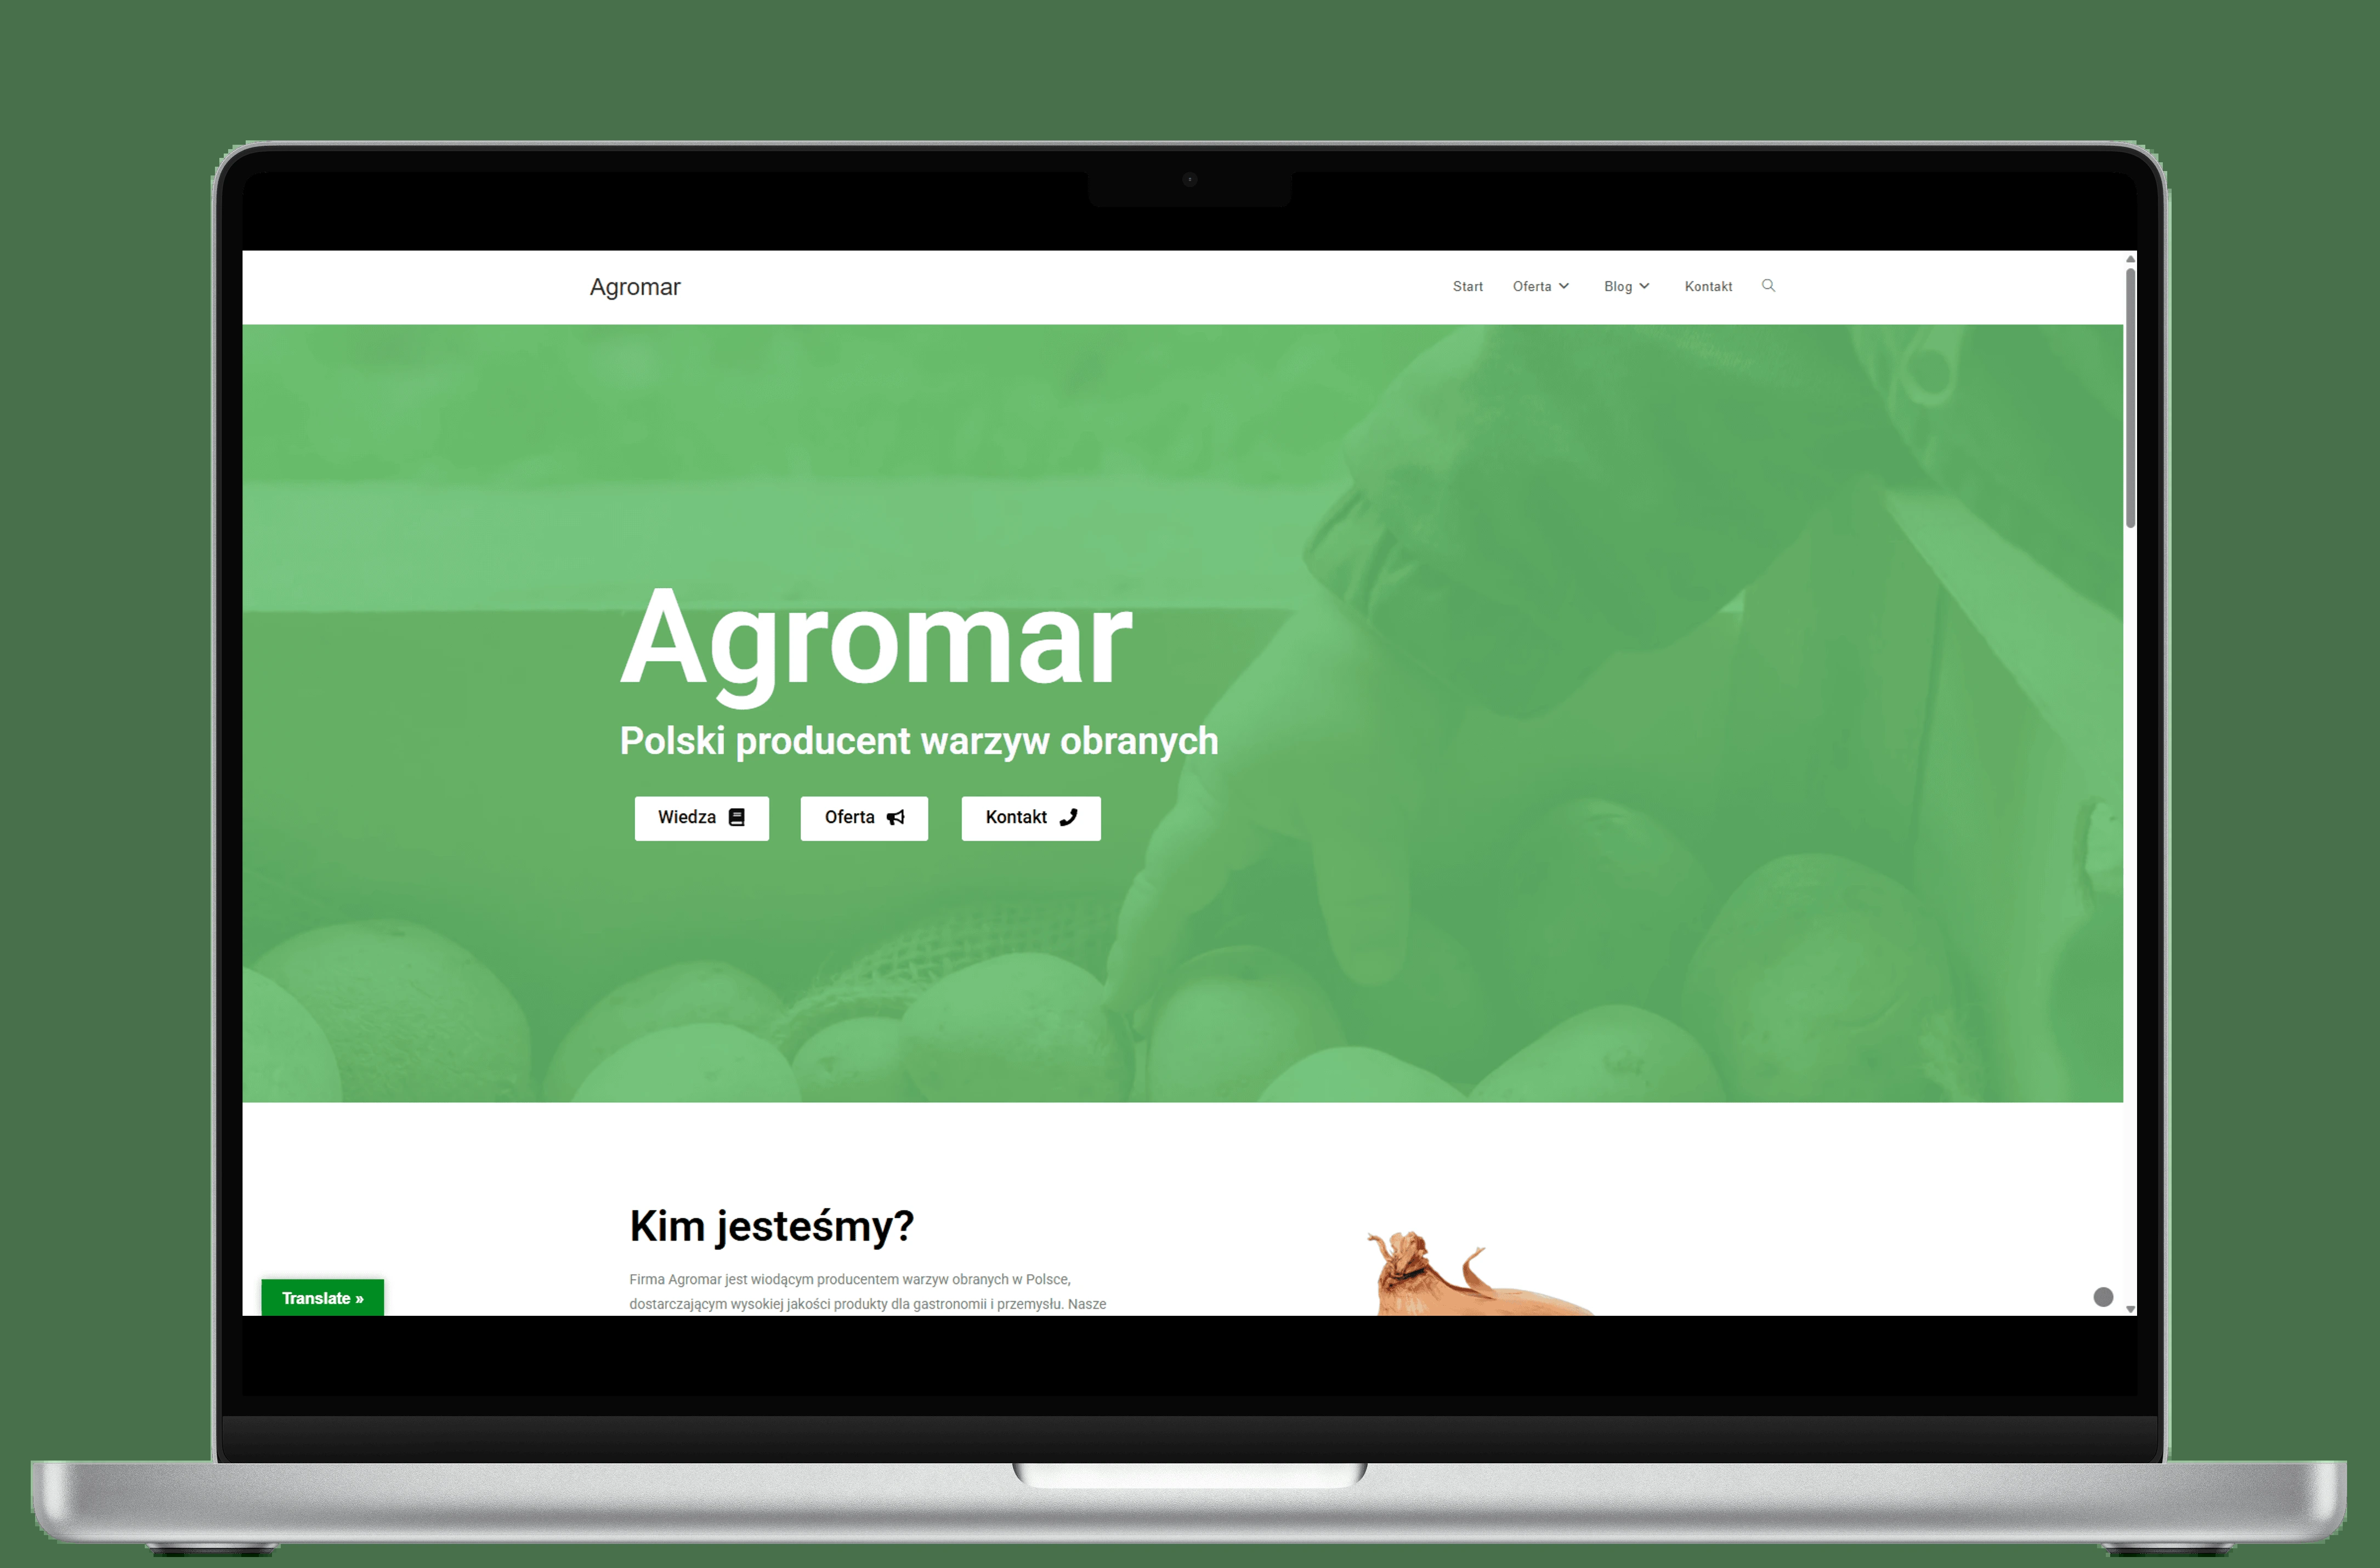 Agromar
Start
Oferta
Blog
Kontakt
Agromar
Polski producent warzyw obranych
Wiedza
Oferta
Kontakt
Kim jesteśmy?
Firma Agromar jest wiodącym producentem warzyw obranych w Polsce,
dostarczającym wysokiej jakości produkty dla gastronomii i przemysłu. Nasze
Translate »